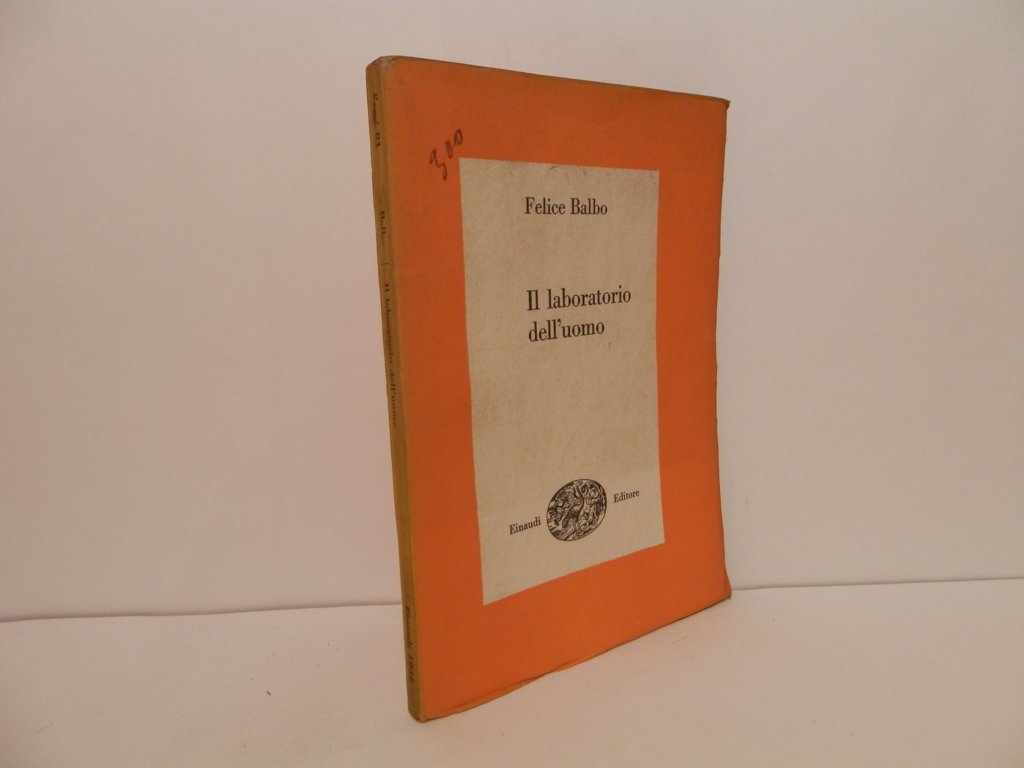 300
Felice Balbo
Il laboratorio
dell'uomo
Einaudi
Editore
Balbo
Il laboratorio dell'uomo